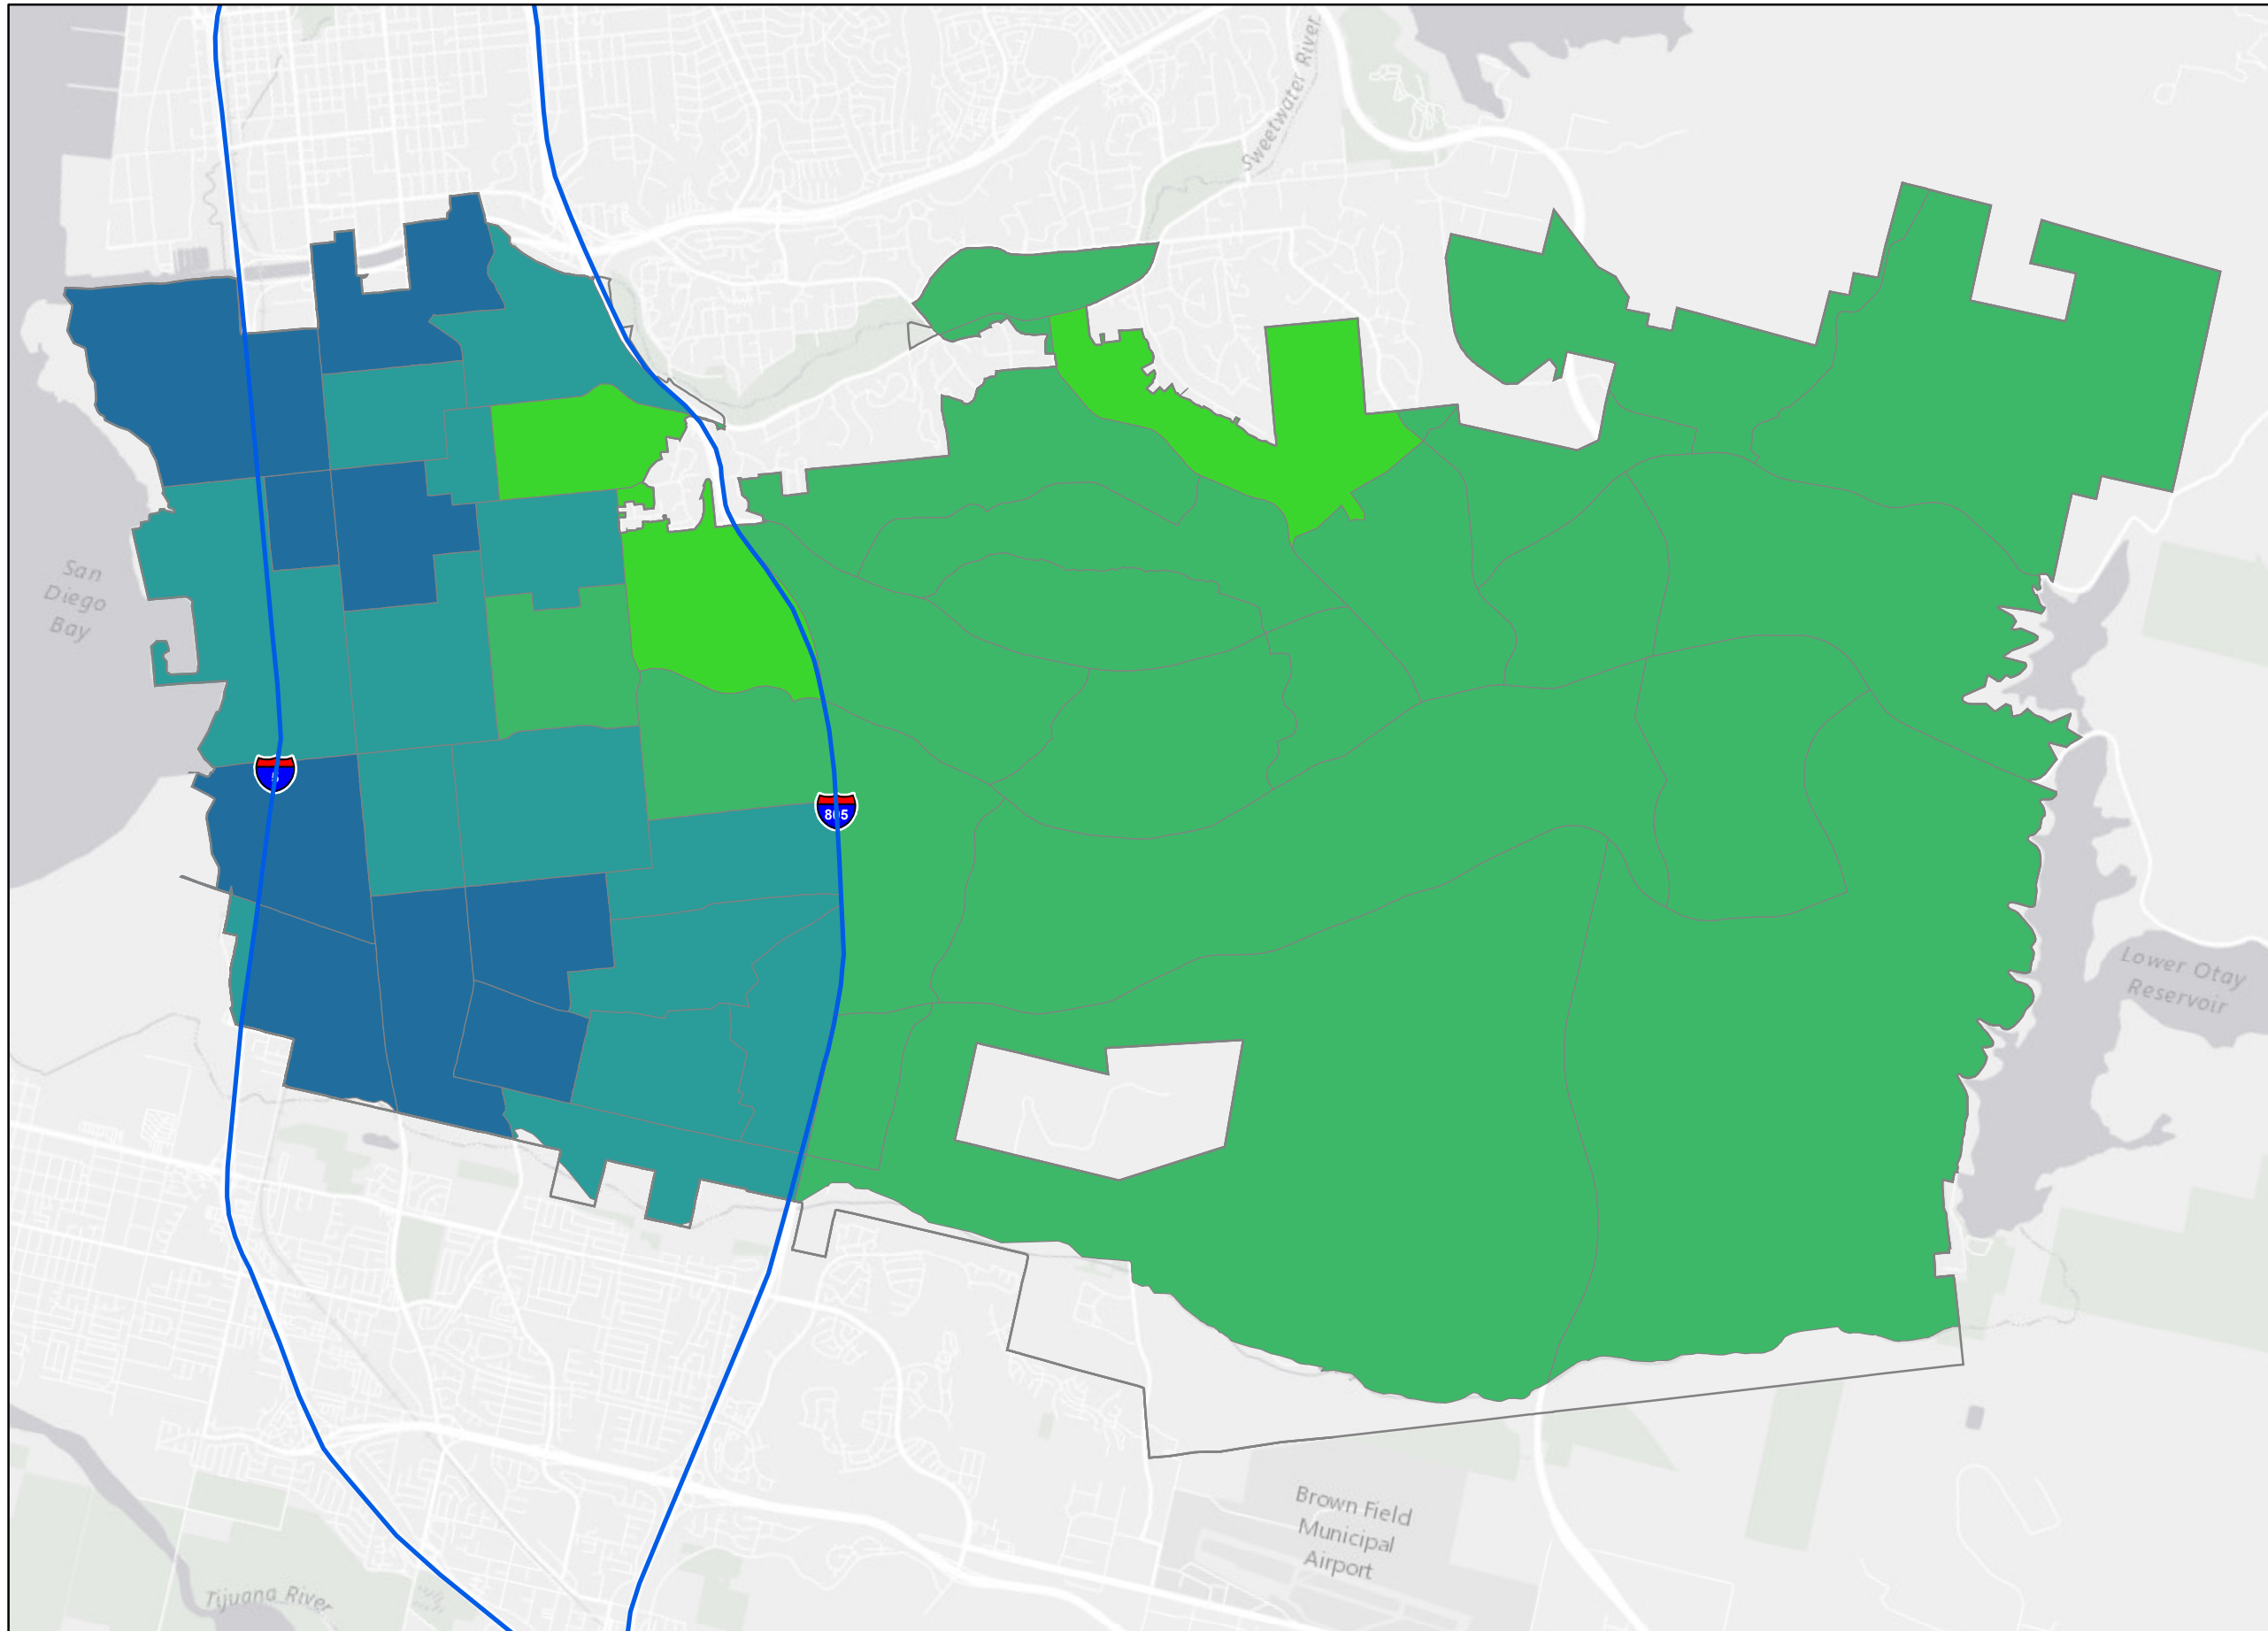 Sweetwater River
San
Diego
Bay
5
805
Lower Otay
Reservoir
Brown Field
Municipal
Airport
Tijuana River